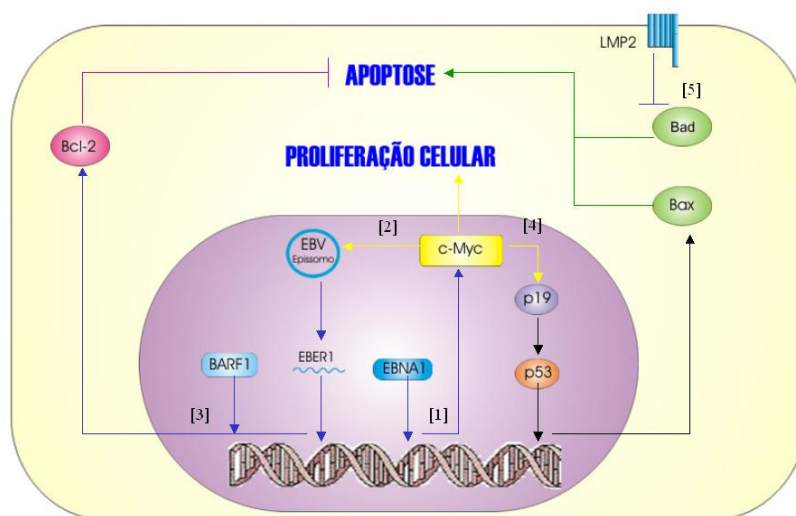 LMP2
APOPTOSE
[5]
Bcl-2
Bad
PROLIFERAÇÃO CELULAR
Bax
[2]
[4]
EBV
Epissomo
c-Myc
p19
BARF1
EBER1
EBNA1
p53
[3]
[1]